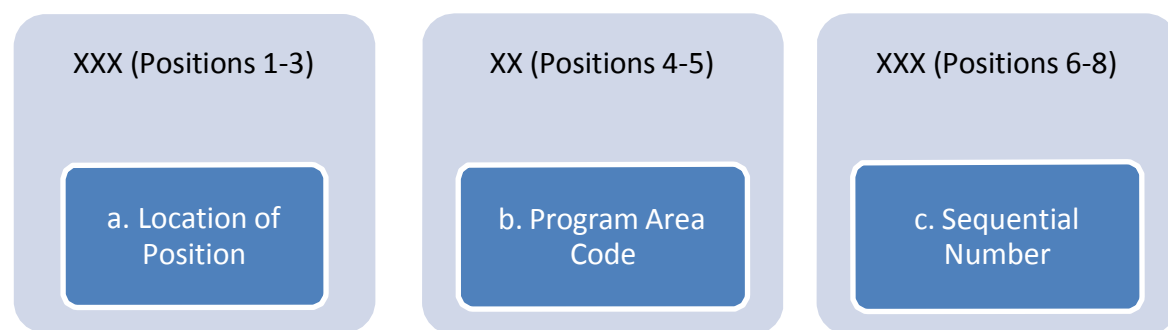 XXX (Positions 1-3)
a. Location of
Position
XX (Positions 4-5)
b. Program Area
Code
XXX (Positions 6-8)
c. Sequential
Number